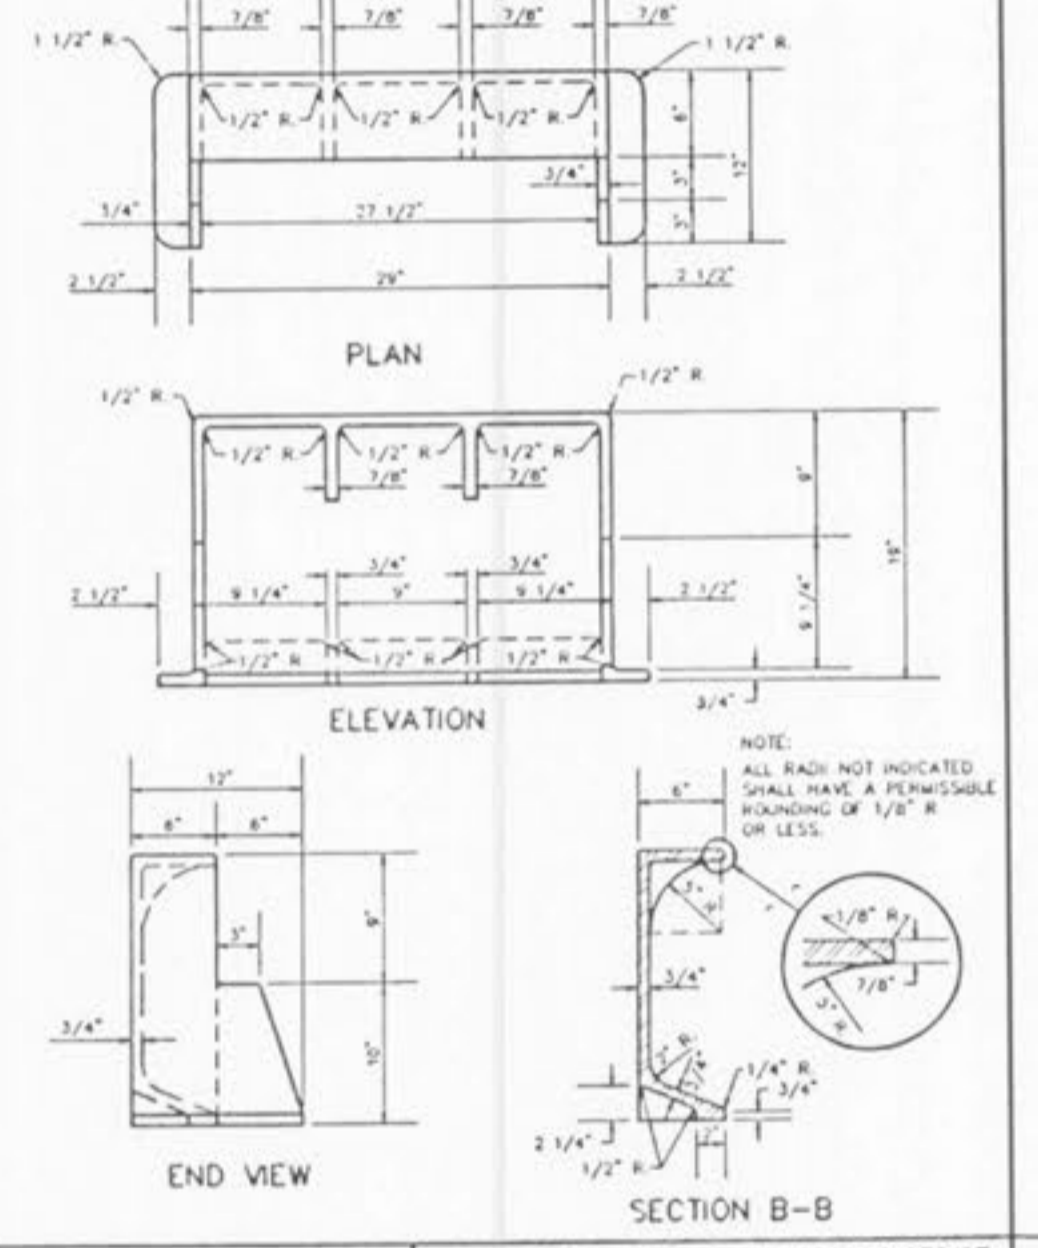 7/8" 7/8" 7/8" 7/8"
1 1/2" R. 1 1/2" R.
1/2" R. 1/2" R. 1/2" R.
6"
12"
3/4" 3"
3/4" 27 1/2" 3"
2 1/2" 29" 2 1/2"
PLAN
1/2" R. 1/2" R.
1/2" R. 1/2" R. 1/2" R.
7/8" 7/8"
9"
3/4" 3/4"
2 1/2" 9 1/4" 9" 9 1/4" 2 1/2"
9 1/4"
1/2" R 1/2" R. 1/2" R.
3/4"
ELEVATION
NOTE:
ALL RADII NOT INDICATED
SHALL HAVE A PERMISSIBLE
ROUNDING OF 1/8" R
OR LESS.
12"
6" 6"
9"
3"
3/4"
10"
END VIEW
6"
3" R.
1/8" R.
7/8"
3" R.
3/4"
3/4"
1/4" R.
3/4"
2 1/4"
2"
1/2" R.
SECTION B-B